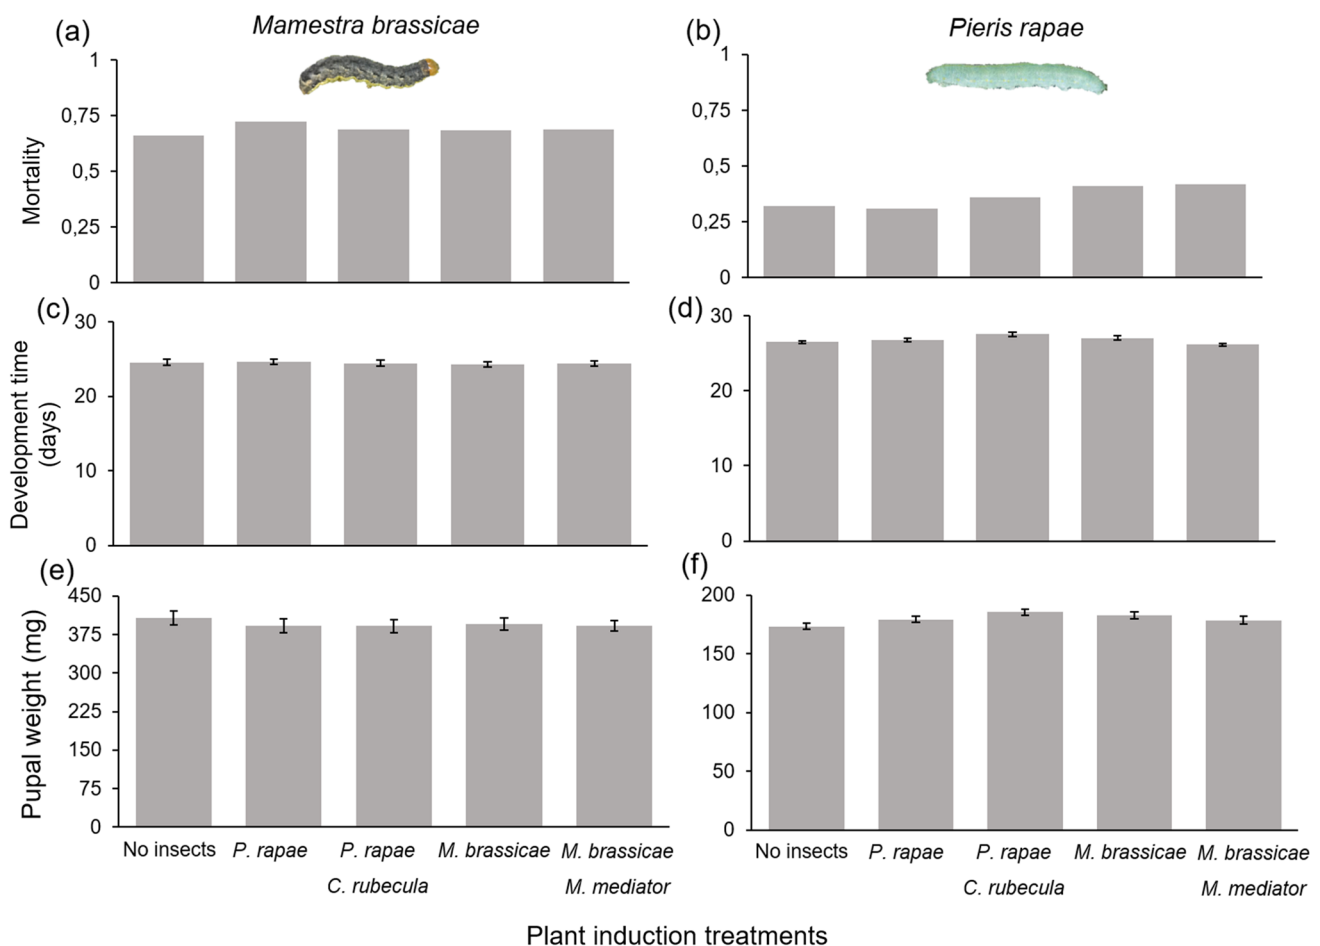 (a)
Mamestra brassicae
1
0,75
0,5
0,25
0
Mortality
(b)
Pieris rapae
1
0,75
0,5
0,25
0
(c)
30
20
10
0
Development time
(days)
(d)
30
20
10
0
(e)
450
375
300
225
150
75
0
Pupal weight (mg)
(f)
200
150
100
50
0
No insects P. rapae P. rapae M. brassicae M. brassicae
C. rubecula M. mediator
No insects P. rapae P. rapae M. brassicae M. brassicae
C. rubecula M. mediator
Plant induction treatments